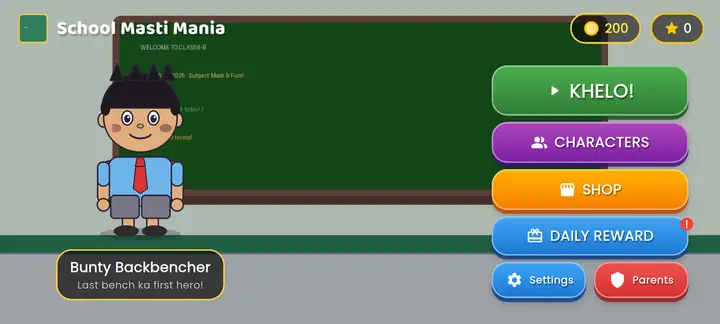 School Masti Mania
200
0
WELCOME TO CLASS 6-B
2026 Subject: Masti & Fun!
KHELO!
CHARACTERS
SHOP
DAILY REWARD
!
Settings
Parents
Bunty Backbencher
Last bench ka first hero!